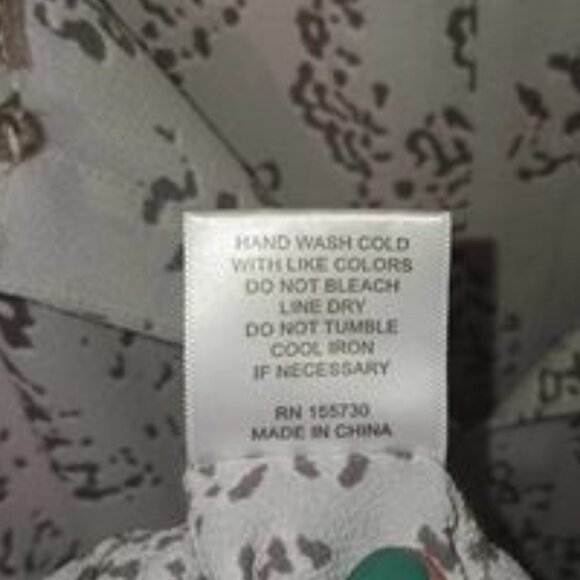 HAND WASH COLD
WITH LIKE COLORS
DO NOT BLEACH
LINE DRY
DO NOT TUMBLE
COOL IRON
IF NECESSARY
RN 155730
MADE IN CHINA